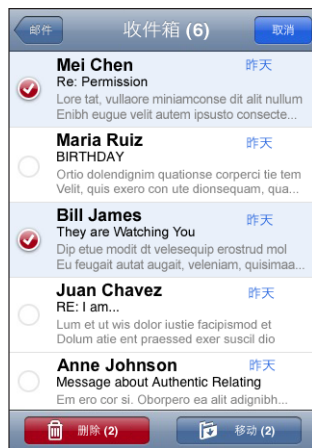 邮件 收件箱 (6) 取消
Mei Chen 昨天
Re: Permission
Lore tat, vullaore miniamconse dit alit nullum
Enibh eugue velit autem ipsusto consecte...
Maria Ruiz 昨天
BIRTHDAY
Ortio dolendignim quationse corperci tie tem
Velit, quis exero con ute dionsequam, qua...
Bill James 昨天
They are Watching You
Dip etue modit dt velesequip erostrud mol
Eu feugait autat augait, veleniam, quisimaa...
Juan Chavez 昨天
RE: I am...
Lum et ut wis dolor iustie facipismod et
Dolum atie ent praessed exer suscil dio
Anne Johnson 昨天
Message about Authentic Relating
Em ero cor si. Oborpero ea alit adignibh...
删除 (2) 移动 (2)